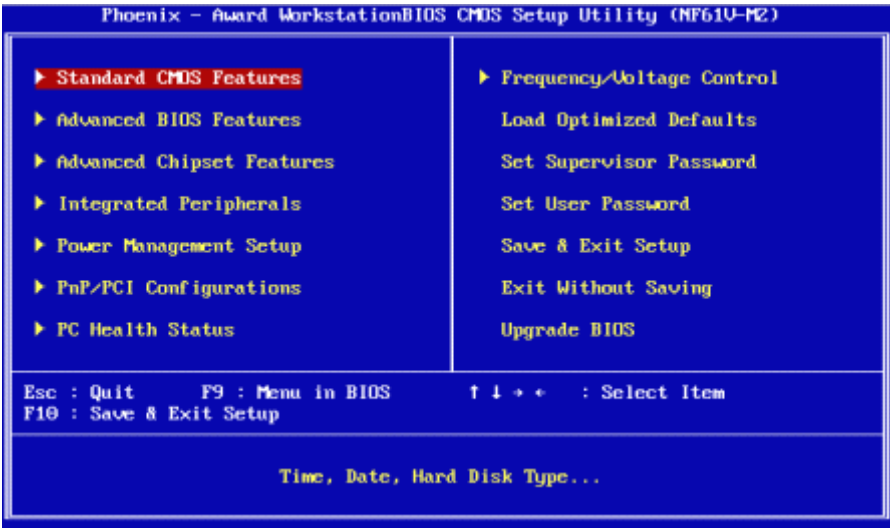 Phoenix - Award WorkstationBIOS CMOS Setup Utility (NF61V-M2)
▶ Standard CMOS Features
▶ Advanced BIOS Features
▶ Advanced Chipset Features
▶ Integrated Peripherals
▶ Power Management Setup
▶ PnP/PCI Configurations
▶ PC Health Status
▶ Frequency/Voltage Control
Load Optimized Defaults
Set Supervisor Password
Set User Password
Save & Exit Setup
Exit Without Saving
Upgrade BIOS
Esc : Quit F9 : Menu in BIOS ↑ ↓ → ← : Select Item
F10 : Save & Exit Setup
Time, Date, Hard Disk Type...